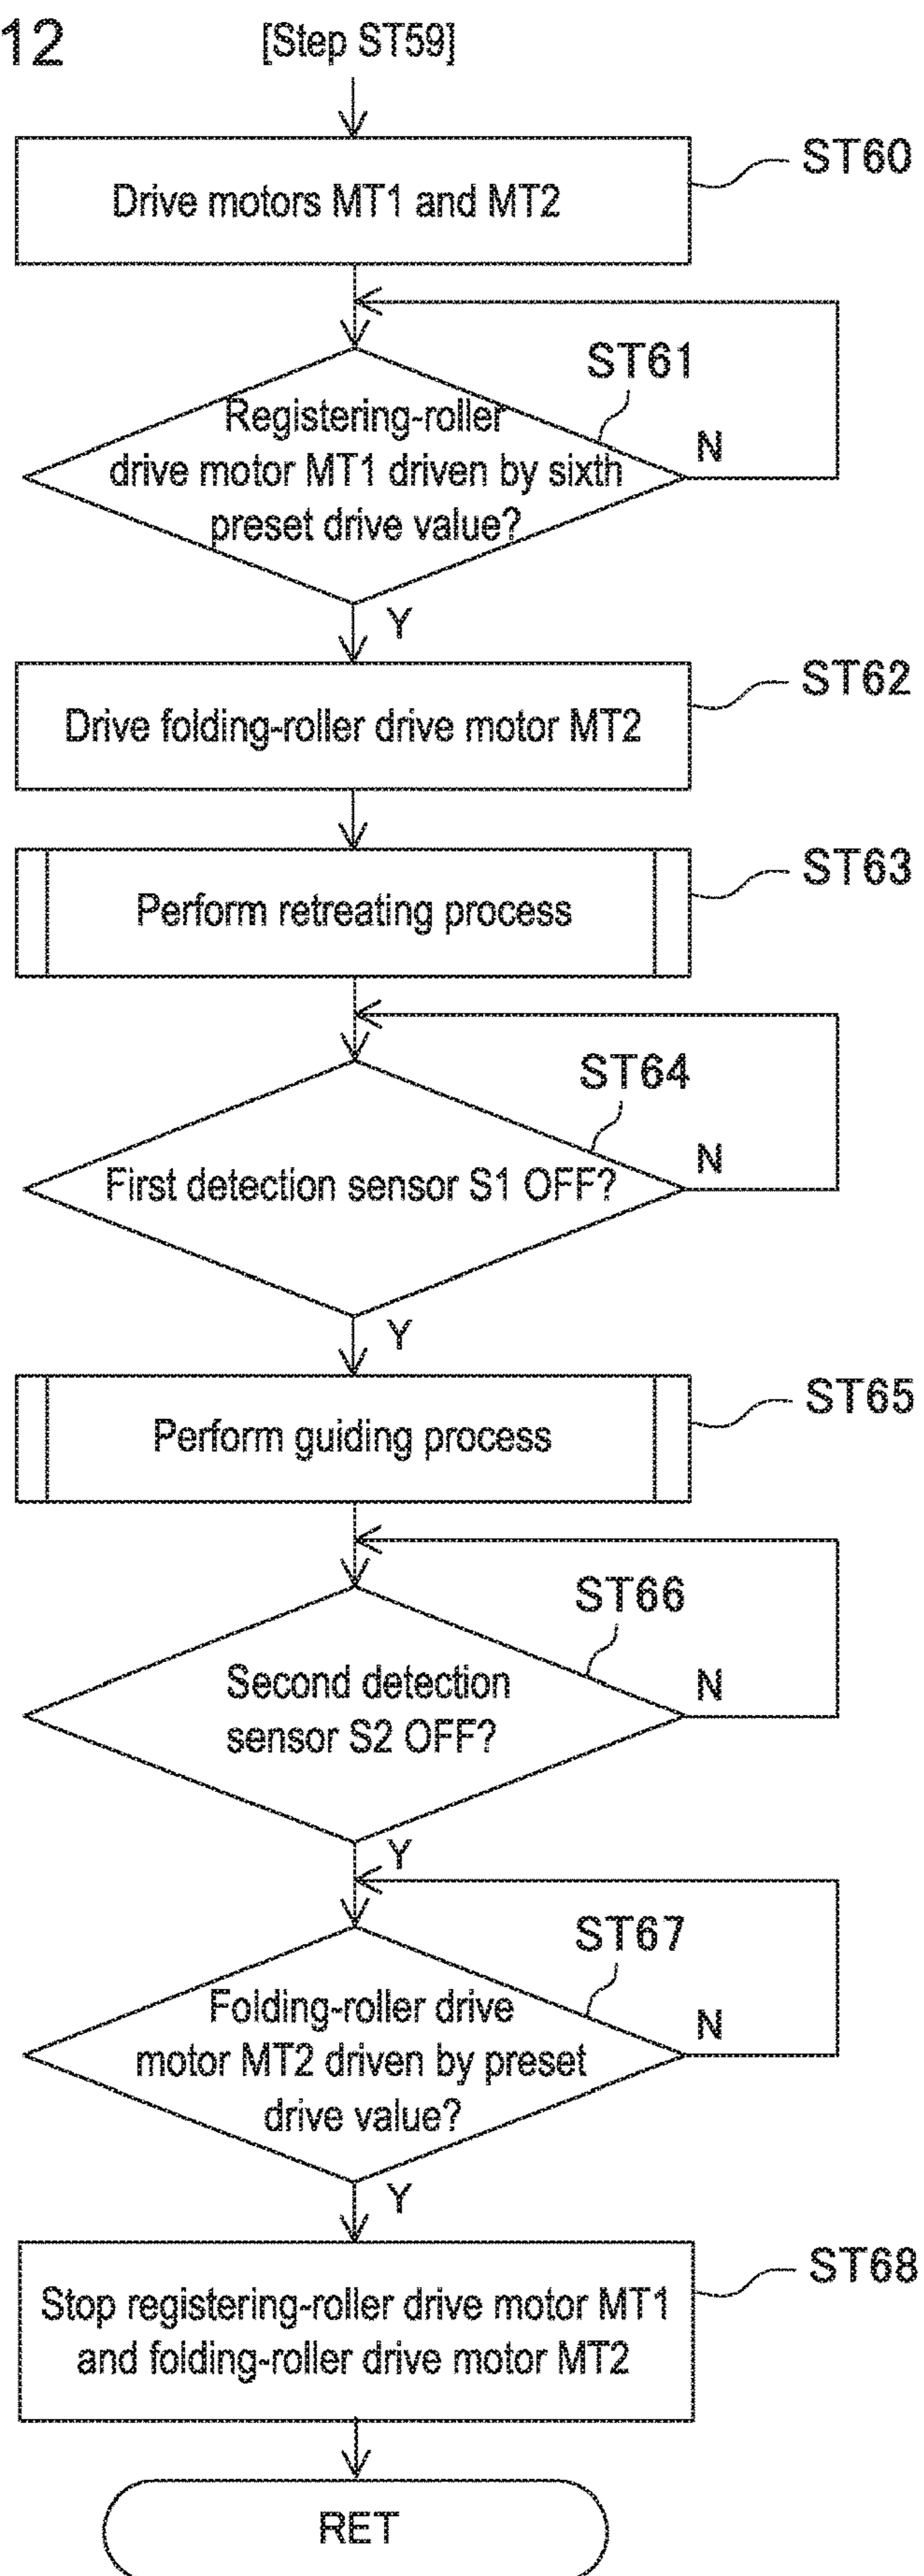 12
[Step ST59]
ST60
Drive motors MT1 and MT2
ST61
Registering-roller
drive motor MT1 driven by sixth
preset drive value?
N
Y
ST62
Drive folding-roller drive motor MT2
ST63
Perform retreating process
ST64
First detection sensor S1 OFF?
N
Y
ST65
Perform guiding process
ST66
Second detection
sensor S2 OFF?
N
Y
ST67
Folding-roller drive
motor MT2 driven by preset
drive value?
N
Y
ST68
Stop registering-roller drive motor MT1
and folding-roller drive motor MT2
RET